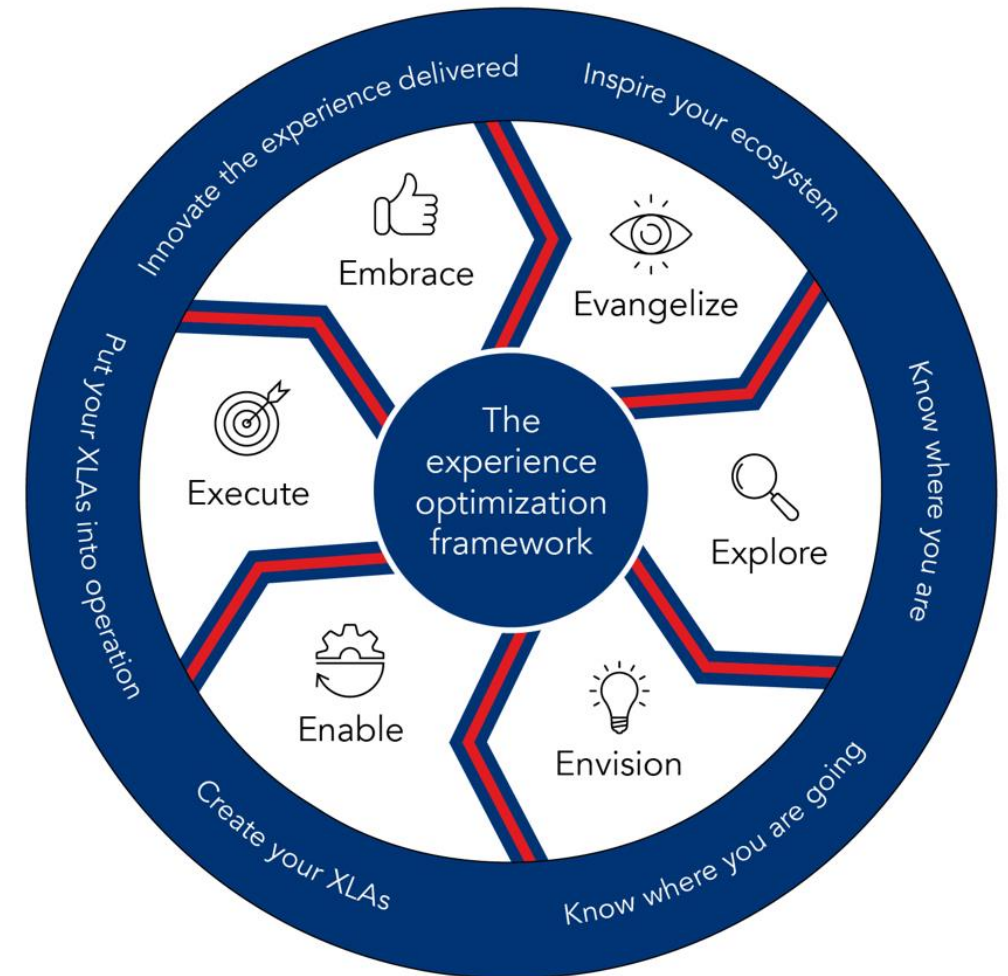 Innovate the experience delivered
Inspire your ecosystem
Know where you are
Know where you are going
Create your XLAs
Put your XLAs into operation
Embrace
Evangelize
Explore
Envision
Enable
Execute
The
experience
optimization
framework